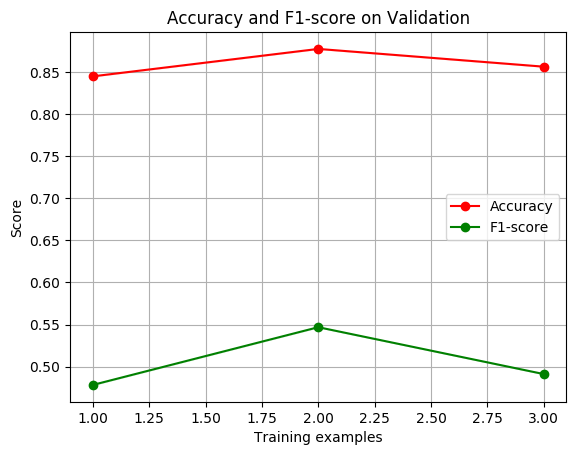 Accuracy and F1-score on Validation
Score
0.85
0.80
0.75
0.70
0.65
0.60
0.55
0.50
Accuracy
F1-score
1.00 1.25 1.50 1.75 2.00 2.25 2.50 2.75 3.00
Training examples